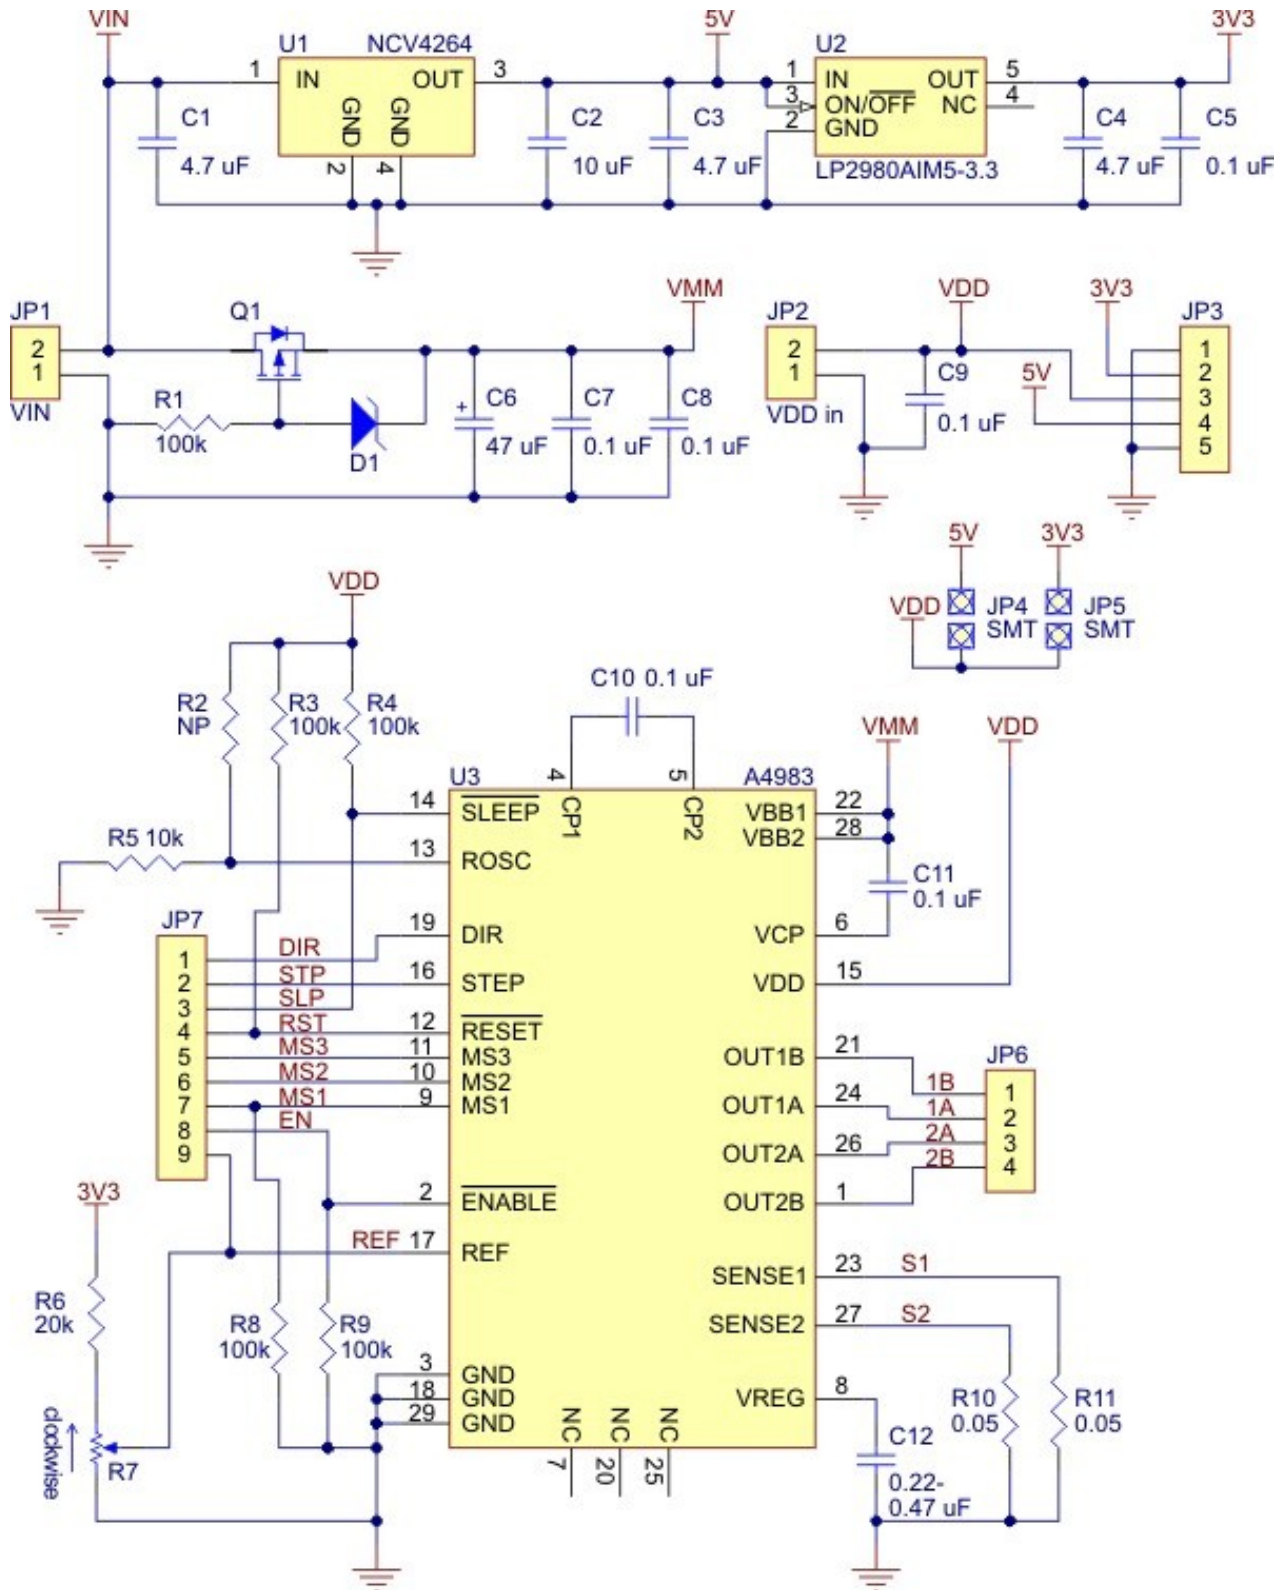 VIN
5V
3V3
U1 NCV4264
U2
1 IN OUT 3
GND GND
2 4
C1
4.7 uF
C2
10 uF
C3
4.7 uF
1 IN OUT 5
3 ON/OFF NC 4
2 GND
LP2980AIM5-3.3
C4
4.7 uF
C5
0.1 uF
JP1
2
1
VIN
Q1
R1
100k
D1
VMM
C6
+
47 uF
C7
0.1 uF
C8
0.1 uF
JP2
2
1
VDD in
VDD
C9
0.1 uF
3V3
5V
JP3
1
2
3
4
5
5V
3V3
VDD
JP4
SMT
JP5
SMT
VDD
R2
NP
R3
100k
R4
100k
C10 0.1 uF
VMM
VDD
U3
A4983
4 CP1
5 CP2
14 SLEEP
13 ROSC
19 DIR
16 STEP
12 RESET
11 MS3
10 MS2
9 MS1
2 ENABLE
REF 17 REF
3 GND
18 GND
29 GND
NC NC NC
7 20 25
VBB1 22
VBB2 28
VCP 6
VDD 15
OUT1B 21
OUT1A 24
OUT2A 26
OUT2B 1
SENSE1 23 S1
SENSE2 27 S2
VREG 8
C11
0.1 uF
R5 10k
JP7
1 DIR
2 STP
3 SLP
4 RST
5 MS3
6 MS2
7 MS1
8 EN
9
JP6
1B 1
1A 2
2A 3
2B 4
3V3
R6
20k
clockwise
R7
R8
100k
R9
100k
R10
0.05
R11
0.05
C12
0.22-
0.47 uF